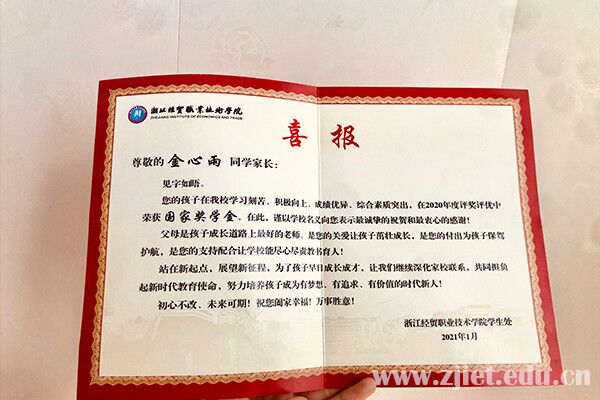 浙江经贸职业技术学院
ZHEJIANG INSTITUTE OF ECONOMICS AND TRADE
喜报
尊敬的 金心雨 同学家长：
见字如晤。
您的孩子在我校学习刻苦、积极向上、成绩优异、综合素质突出，在2020年度评奖评优中
荣获 国家奖学金。在此，谨以学校名义向您表示最诚挚的祝贺和最衷心的感谢！
父母是孩子成长道路上最好的老师。是您的关爱让孩子茁壮成长，是您的付出为孩子保驾
护航，是您的支持配合让学校能尽心尽责教书育人！
站在新起点，展望新征程，为了孩子早日成长成才，让我们继续深化家校联系，共同担负
起新时代教育使命，努力培养孩子成为有梦想、有追求、有价值的时代新人！
初心不改、未来可期！祝您阖家幸福！万事胜意！
浙江经贸职业技术学院学生处
2021年1月
www.zjiet.edu.cn